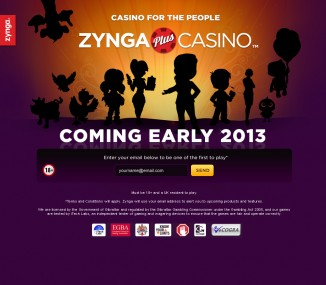 CASINO FOR THE PEOPLE
zynga.
ZYNGA Plus CASINO™
COMING EARLY 2013
Enter your email below to be one of the first to play*
18+
yourname@email.com
SEND
Must be 18+ and a UK resident to play.
*Terms and Conditions will apply. Zynga will use your email address to alert you to upcoming products and features.
We are licensed by the Government of Gibraltar and regulated by the Gibraltar Gambling Commissioner under the Gambling Act 2005, and our games
are tested by iTech Labs, an independent tester of gaming and wagering devices to ensure that the games are fair and operate correctly.
EGBA
eCOGRA